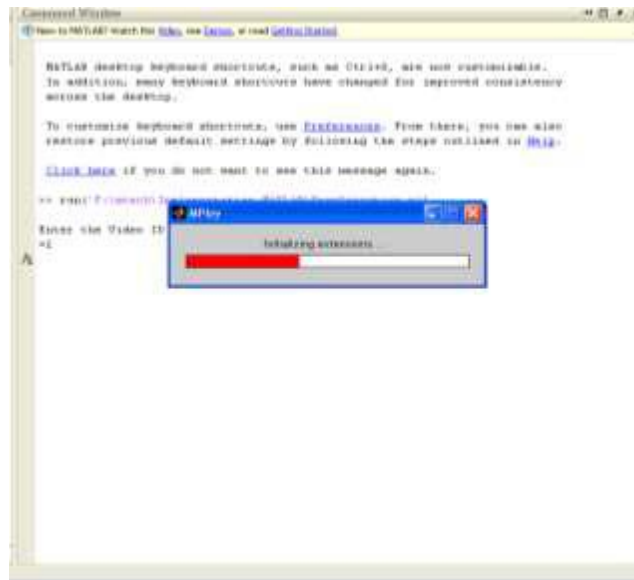 Command Window
New to MATLAB? Watch this Video, see Demos, or read Getting Started.
MATLAB desktop keyboard shortcuts, such as Ctrl+S, are now customizable.
In addition, many keyboard shortcuts have changed for improved consistency
across the desktop.
To customize keyboard shortcuts, use Preferences. From there, you can also
restore previous default settings by following the steps outlined in Help.
Click here if you do not want to see this message again.
>> run('F:
MPlay
Enter the Video ID
Initializing extensions
=1